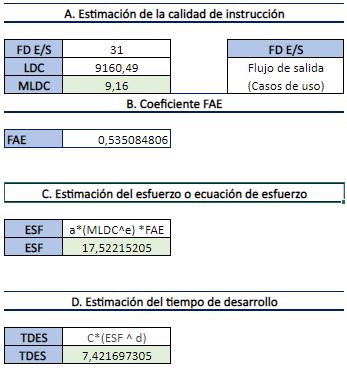 A. Estimación de la calidad de instrucción
FD E/S 31 FD E/S
LDC 9160,49 Flujo de salida
MLDC 9,16 (Casos de uso)
B. Coeficiente FAE
FAE 0,535084806
C. Estimación del esfuerzo o ecuación de esfuerzo
ESF a*(MLDC^e) *FAE
ESF 17,52215205
D. Estimación del tiempo de desarrollo
TDES C*(ESF ^ d)
TDES 7,421697305